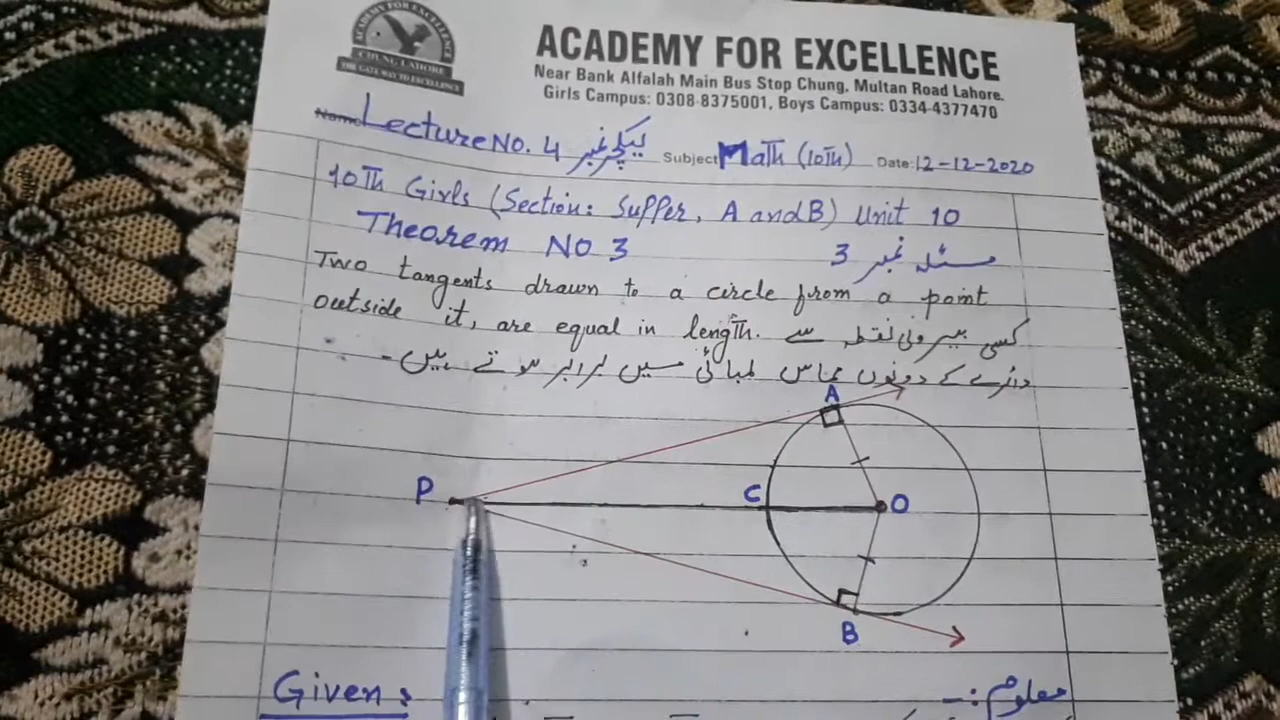 ACADEMY FOR EXCELLENCE
CHUNG LAHORE
THE GATE WAY TO EXCELLENCE
ACADEMY FOR EXCELLENCE
Near Bank Alfalah Main Bus Stop Chung, Multan Road Lahore.
Girls Campus: 0308-8375001, Boys Campus: 0334-4377470
Name Lecture No. 4 لیکچر نمبر Subject Math (10Th) Date: 12-12-2020
10Th Girls (Section: Supper, A and B) Unit 10
Theorem No 3 مسئلہ نمبر 3
Two tangents drawn to a circle from a point
outside it, are equal in length. کسی بیرونی نقطہ سے
دائرے کے دونوں مماس لمبائی میں برابر ہوتے ہیں۔
A
P
C
O
B
Given: معلوم:-